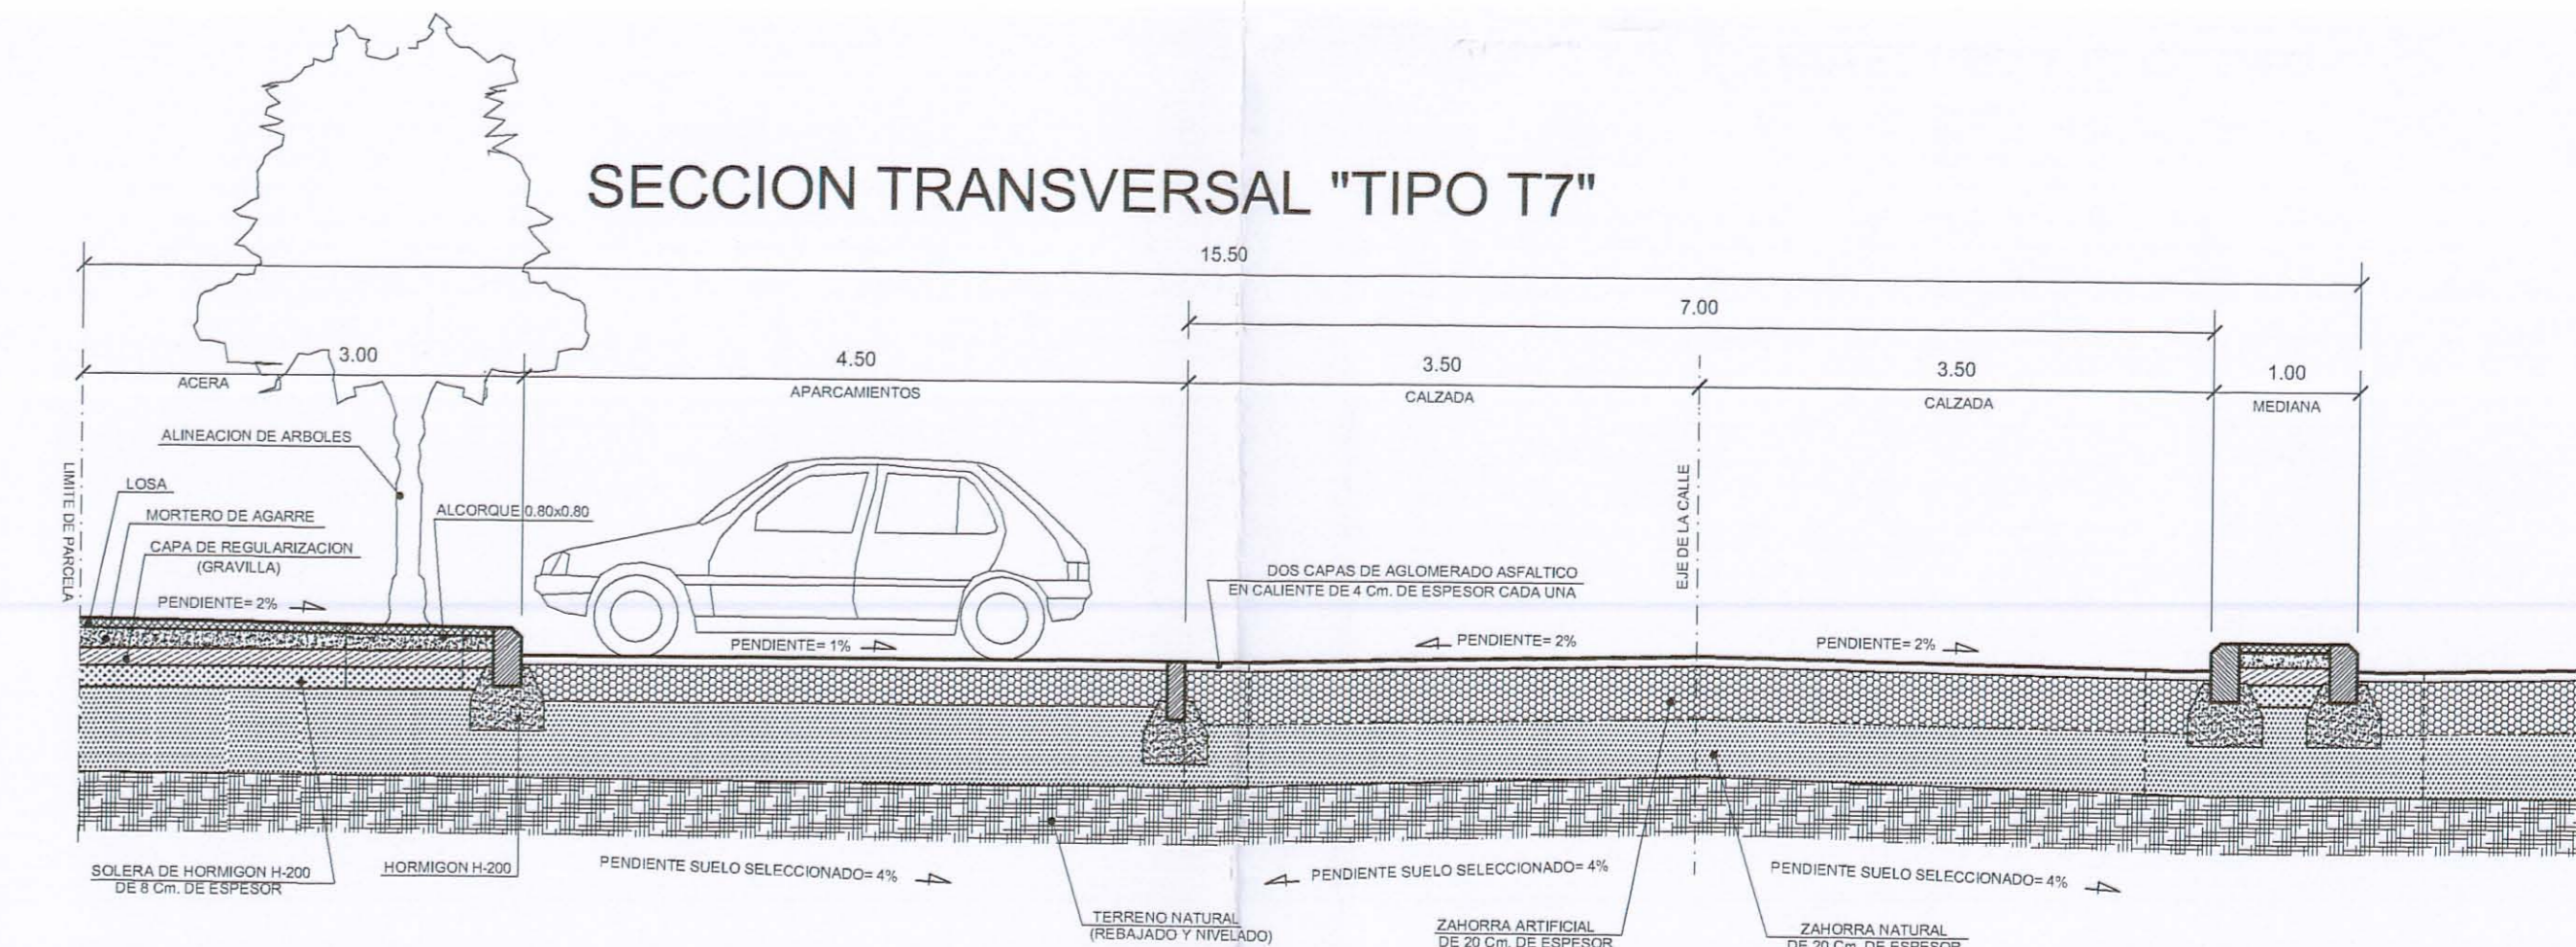 SECCION TRANSVERSAL "TIPO T7"
15.50
7.00
3.00
4.50
3.50
3.50
1.00
ACERA
APARCAMIENTOS
CALZADA
CALZADA
MEDIANA
ALINEACION DE ARBOLES
LIMITE DE PARCELA
LOSA
MORTERO DE AGARRE
ALCORQUE 0.80x0.80
CAPA DE REGULARIZACION
(GRAVILLA)
EJE DE LA CALLE
DOS CAPAS DE AGLOMERADO ASFALTICO
EN CALIENTE DE 4 Cm. DE ESPESOR CADA UNA
PENDIENTE= 2%
PENDIENTE= 1%
PENDIENTE= 2%
PENDIENTE= 2%
SOLERA DE HORMIGON H-200
DE 8 Cm. DE ESPESOR
HORMIGON H-200
PENDIENTE SUELO SELECCIONADO= 4%
PENDIENTE SUELO SELECCIONADO= 4%
PENDIENTE SUELO SELECCIONADO= 4%
TERRENO NATURAL
(REBAJADO Y NIVELADO)
ZAHORRA ARTIFICIAL
DE 20 Cm. DE ESPESOR
ZAHORRA NATURAL
DE 20 Cm. DE ESPESOR